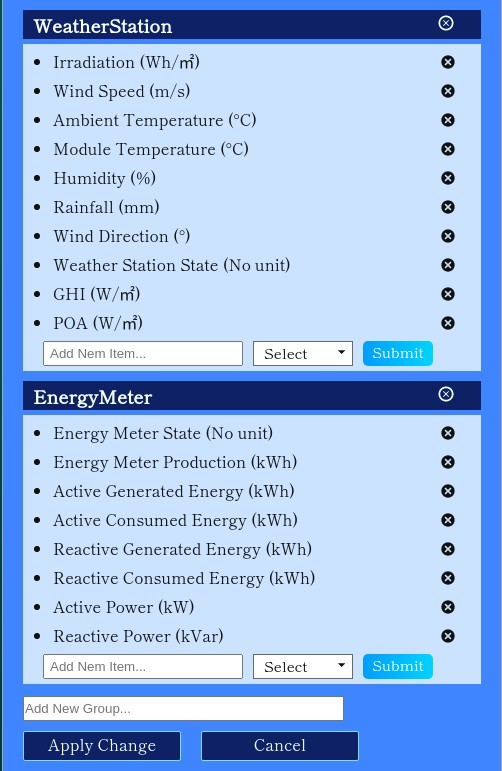 WeatherStation
Irradiation (Wh/㎡)
Wind Speed (m/s)
Ambient Temperature (°C)
Module Temperature (°C)
Humidity (%)
Rainfall (mm)
Wind Direction (°)
Weather Station State (No unit)
GHI (W/㎡)
POA (W/㎡)
Add Nem Item... Select Submit
EnergyMeter
Energy Meter State (No unit)
Energy Meter Production (kWh)
Active Generated Energy (kWh)
Active Consumed Energy (kWh)
Reactive Generated Energy (kWh)
Reactive Consumed Energy (kWh)
Active Power (kW)
Reactive Power (kVar)
Add Nem Item... Select Submit
Add New Group...
Apply Change Cancel